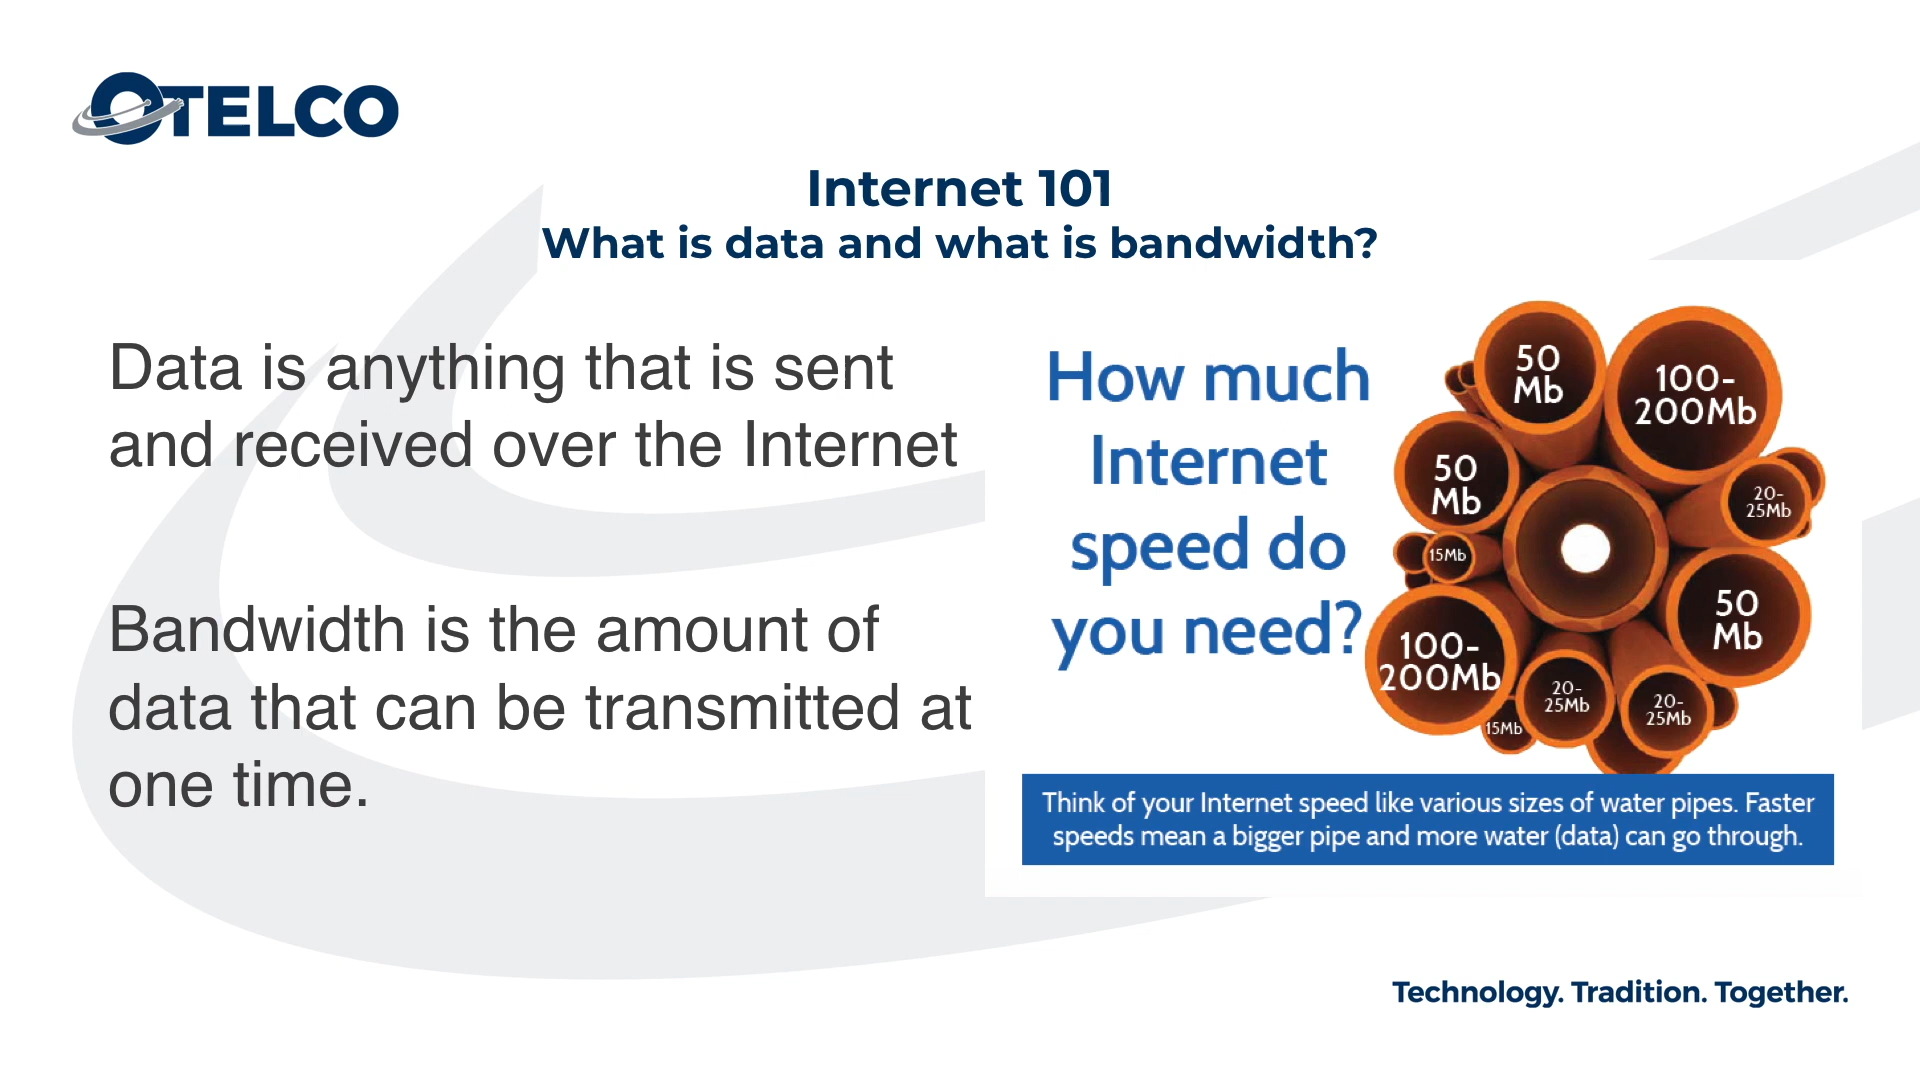 OTELCO
Internet 101
What is data and what is bandwidth?
Data is anything that is sent
and received over the Internet
Bandwidth is the amount of
data that can be transmitted at
one time.
How much
Internet
speed do
you need?
50
Mb
100-
200Mb
50
Mb
20-
25Mb
15Mb
50
Mb
100-
200Mb
20-
25Mb
20-
25Mb
15Mb
Think of your Internet speed like various sizes of water pipes. Faster
speeds mean a bigger pipe and more water (data) can go through.
Technology. Tradition. Together.